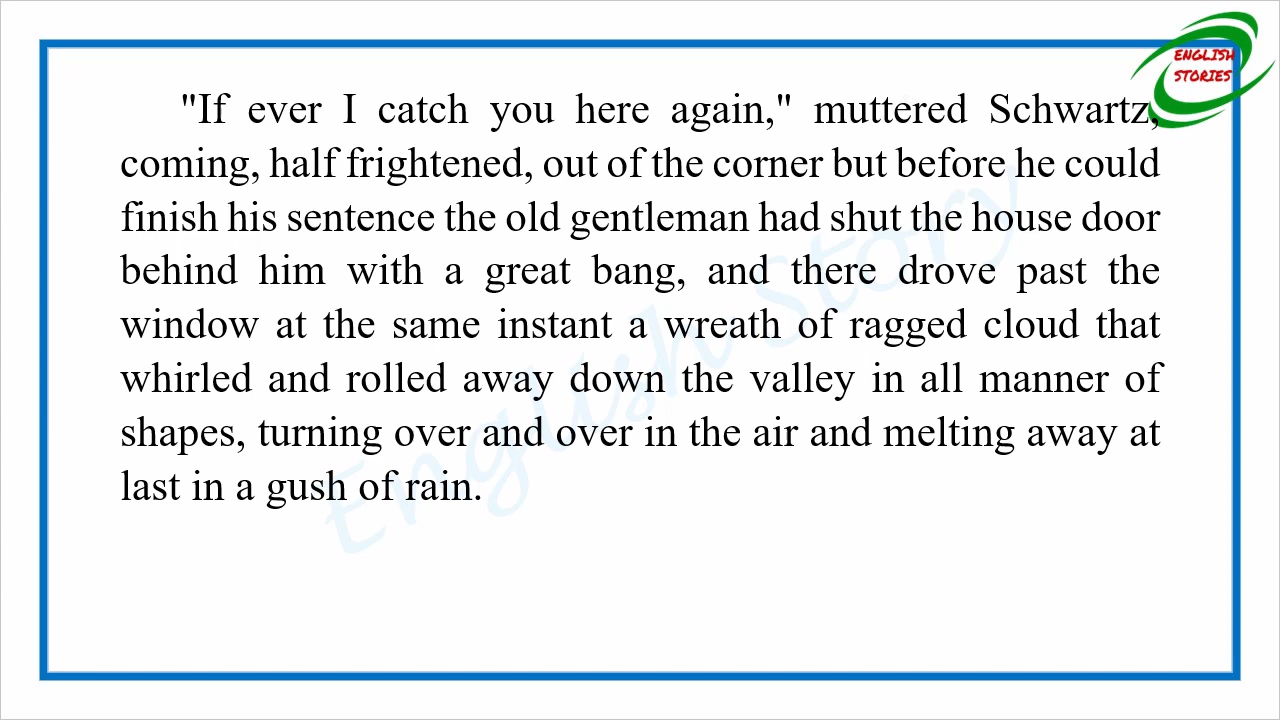 ENGLISH
STORIES
"If ever I catch you here again," muttered Schwartz,
coming, half frightened, out of the corner but before he could
finish his sentence the old gentleman had shut the house door
behind him with a great bang, and there drove past the
window at the same instant a wreath of ragged cloud that
whirled and rolled away down the valley in all manner of
shapes, turning over and over in the air and melting away at
last in a gush of rain.
English Story